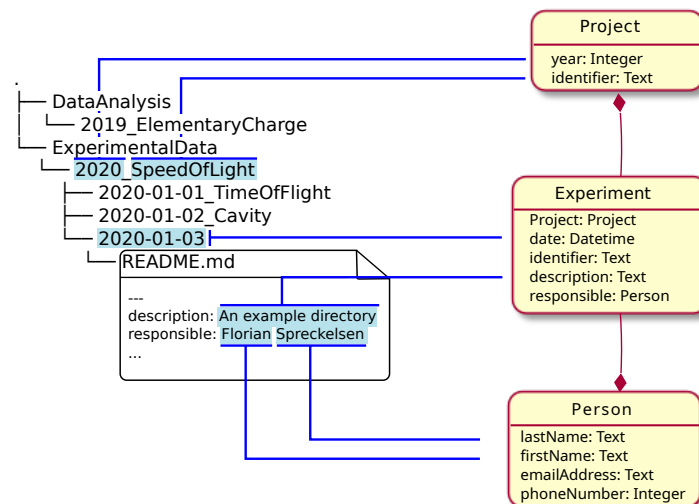 .
DataAnalysis
2019_ElementaryCharge
ExperimentalData
2020_SpeedOfLight
2020-01-01_TimeOfFlight
2020-01-02_Cavity
2020-01-03
README.md
---
description: An example directory
responsible: Florian Spreckelsen
...
Project
year: Integer
identifier: Text
Experiment
Project: Project
date: Datetime
identifier: Text
description: Text
responsible: Person
Person
lastName: Text
firstName: Text
emailAddress: Text
phoneNumber: Integer